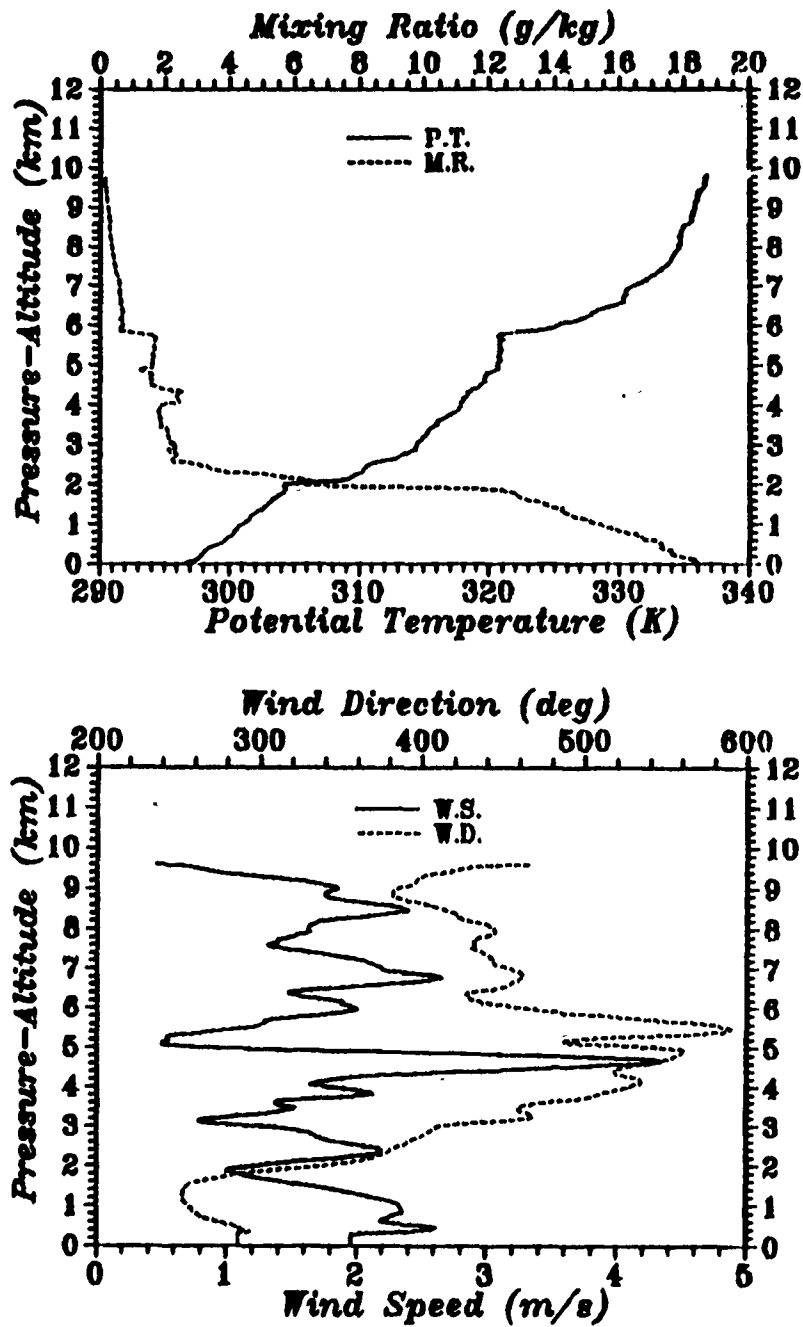 Mixing Ratio (g/kg)
0 2 4 6 8 10 12 14 16 18 20
12 12
11 11
10 10
9 9
8 8
7 7
6 6
5 5
4 4
3 3
2 2
1 1
0 0
P.T.
M.R.
Pressure-Altitude (km)
290 300 310 320 330 340
Potential Temperature (K)
Wind Direction (deg)
200 300 400 500 600
12 12
11 11
10 10
9 9
8 8
7 7
6 6
5 5
4 4
3 3
2 2
1 1
0 0
W.S.
W.D.
Pressure-Altitude (km)
0 1 2 3 4 5
Wind Speed (m/s)